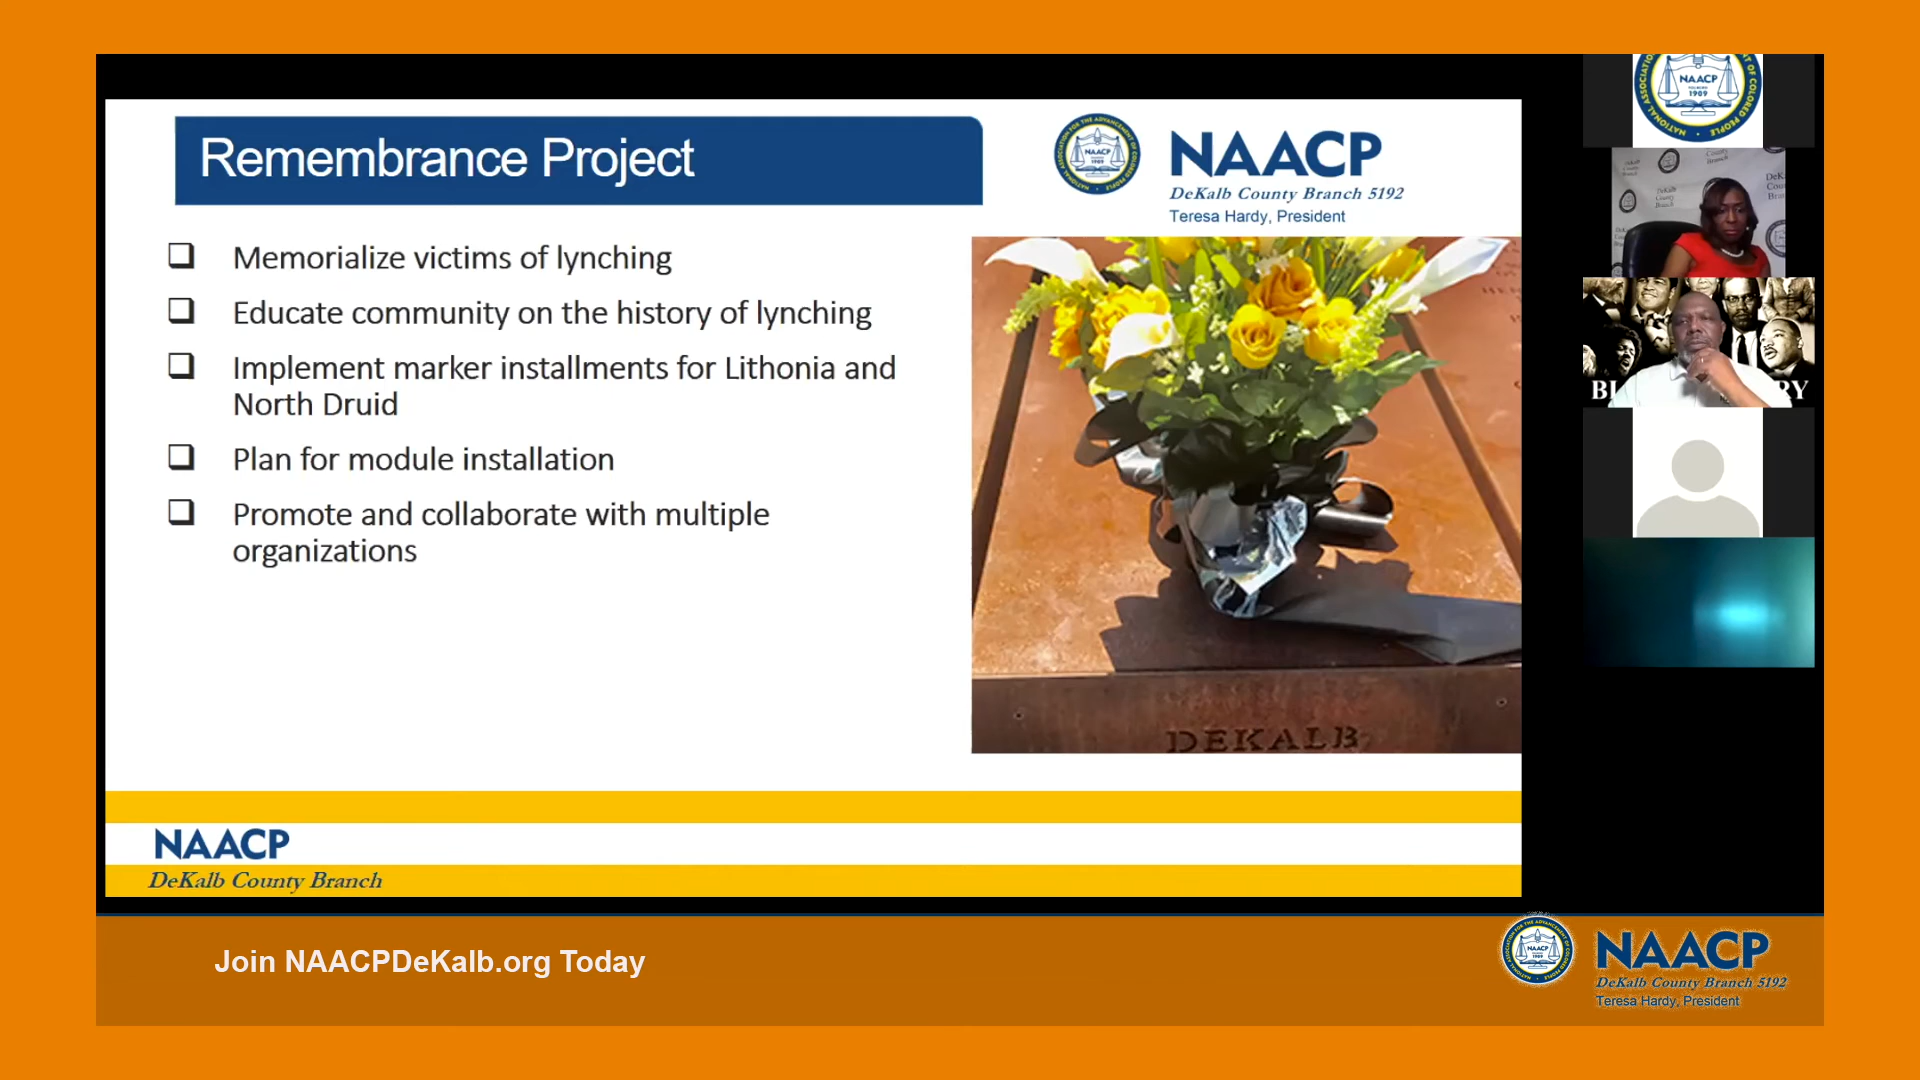 Remembrance Project
NAACP
DeKalb County Branch 5192
Teresa Hardy, President
Memorialize victims of lynching
Educate community on the history of lynching
Implement marker installments for Lithonia and
North Druid
Plan for module installation
Promote and collaborate with multiple
organizations
DEKALB
NAACP
DeKalb County Branch
NAACP
1909
Join NAACPDeKalb.org Today
NAACP
DeKalb County Branch 5192
Teresa Hardy, President